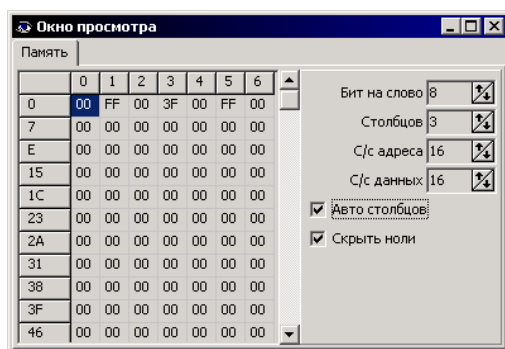 Окно просмотра
Память
0 1 2 3 4 5 6
0 00 FF 00 3F 00 FF 00
7 00 00 00 00 00 00 00
E 00 00 00 00 00 00 00
15 00 00 00 00 00 00 00
1C 00 00 00 00 00 00 00
23 00 00 00 00 00 00 00
2A 00 00 00 00 00 00 00
31 00 00 00 00 00 00 00
38 00 00 00 00 00 00 00
3F 00 00 00 00 00 00 00
46 00 00 00 00 00 00 00
Бит на слово 8
Столбцов 3
С/с адреса 16
С/с данных 16
Авто столбцов
Скрыть ноли